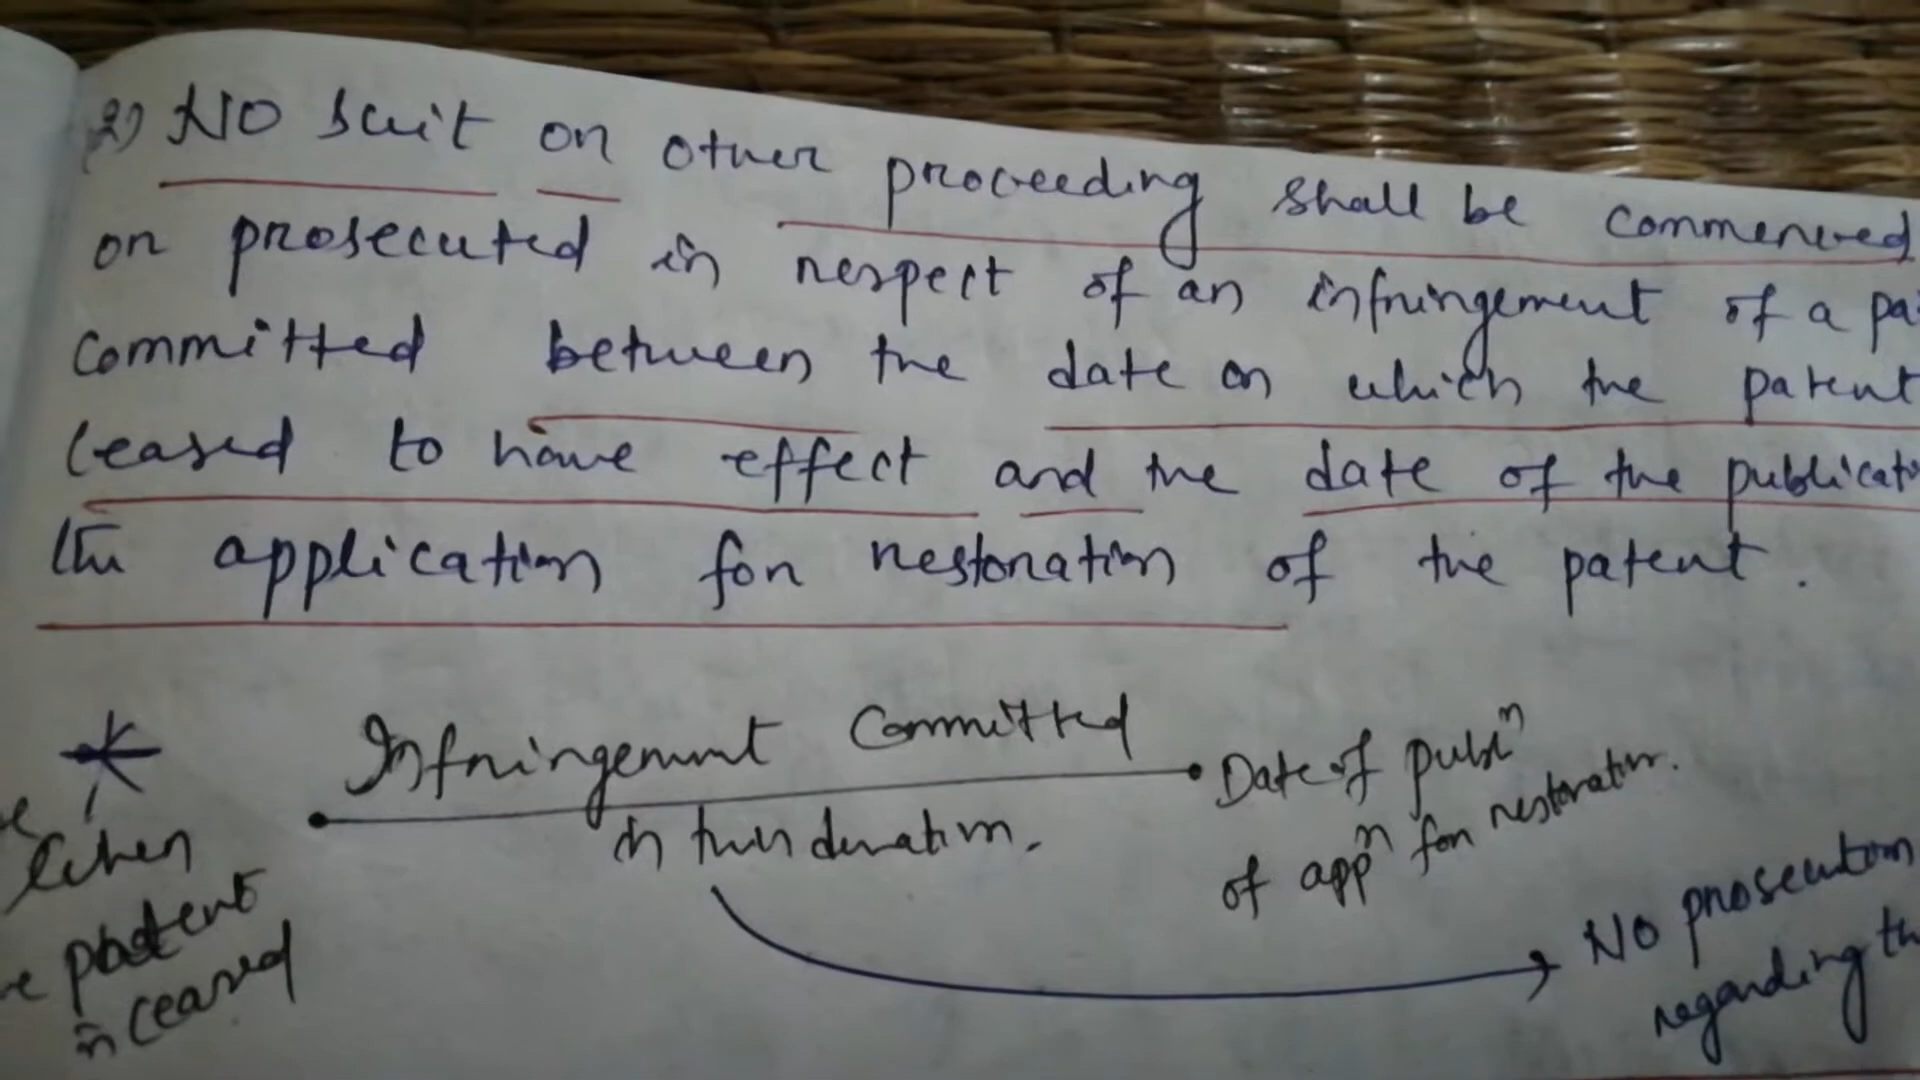 2) NO suit or other proceeding shall be commenced
or prosecuted in respect of an infringement of a pa
committed between the date on which the patent
ceased to have effect and the date of the publicat
the application for restoration of the patent.
Infringement Committed
in this duration.
Date of publⁿ
of appⁿ for restoration.
when
patent
is ceased
NO prosecution
regarding th